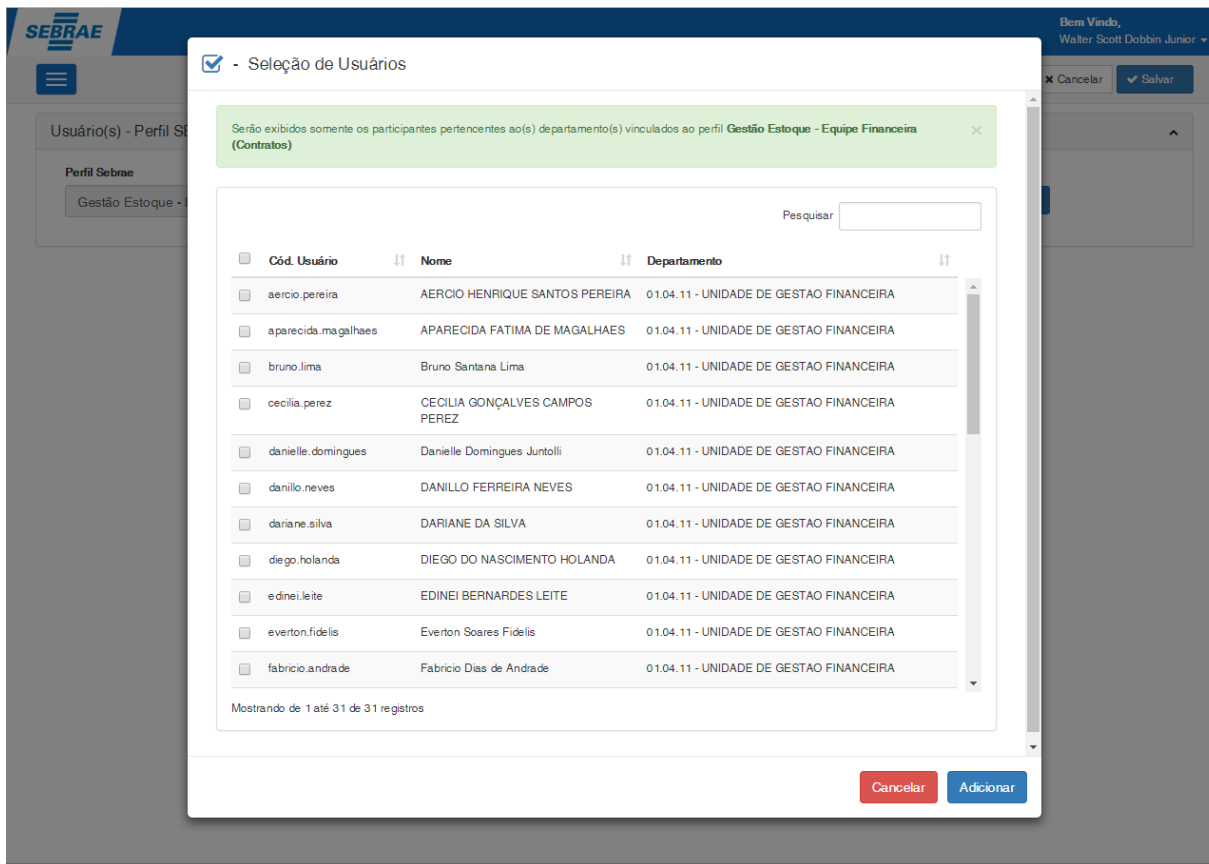 SEBRAE
Bem Vindo,
Walter Scott Dobbin Junior
- Seleção de Usuários
Cancelar
Salvar
Usuário(s) - Perfil SE
Serão exibidos somente os participantes pertencentes ao(s) departamento(s) vinculados ao perfil Gestão Estoque - Equipe Financeira
(Contratos)
Perfil Sebrae
Gestão Estoque -
Pesquisar
Cód. Usuário Nome Departamento
aercio.pereira AERCIO HENRIQUE SANTOS PEREIRA 01.04.11 - UNIDADE DE GESTAO FINANCEIRA
aparecida.magalhaes APARECIDA FATIMA DE MAGALHAES 01.04.11 - UNIDADE DE GESTAO FINANCEIRA
bruno.lima Bruno Santana Lima 01.04.11 - UNIDADE DE GESTAO FINANCEIRA
cecilia.perez CECILIA GONÇALVES CAMPOS 01.04.11 - UNIDADE DE GESTAO FINANCEIRA
PEREZ
danielle.domingues Danielle Domingues Juntolli 01.04.11 - UNIDADE DE GESTAO FINANCEIRA
danillo.neves DANILLO FERREIRA NEVES 01.04.11 - UNIDADE DE GESTAO FINANCEIRA
dariane.silva DARIANE DA SILVA 01.04.11 - UNIDADE DE GESTAO FINANCEIRA
diego.holanda DIEGO DO NASCIMENTO HOLANDA 01.04.11 - UNIDADE DE GESTAO FINANCEIRA
edinei.leite EDINEI BERNARDES LEITE 01.04.11 - UNIDADE DE GESTAO FINANCEIRA
everton.fidelis Everton Soares Fidelis 01.04.11 - UNIDADE DE GESTAO FINANCEIRA
fabricio.andrade Fabricio Dias de Andrade 01.04.11 - UNIDADE DE GESTAO FINANCEIRA
Mostrando de 1 até 31 de 31 registros
Cancelar
Adicionar